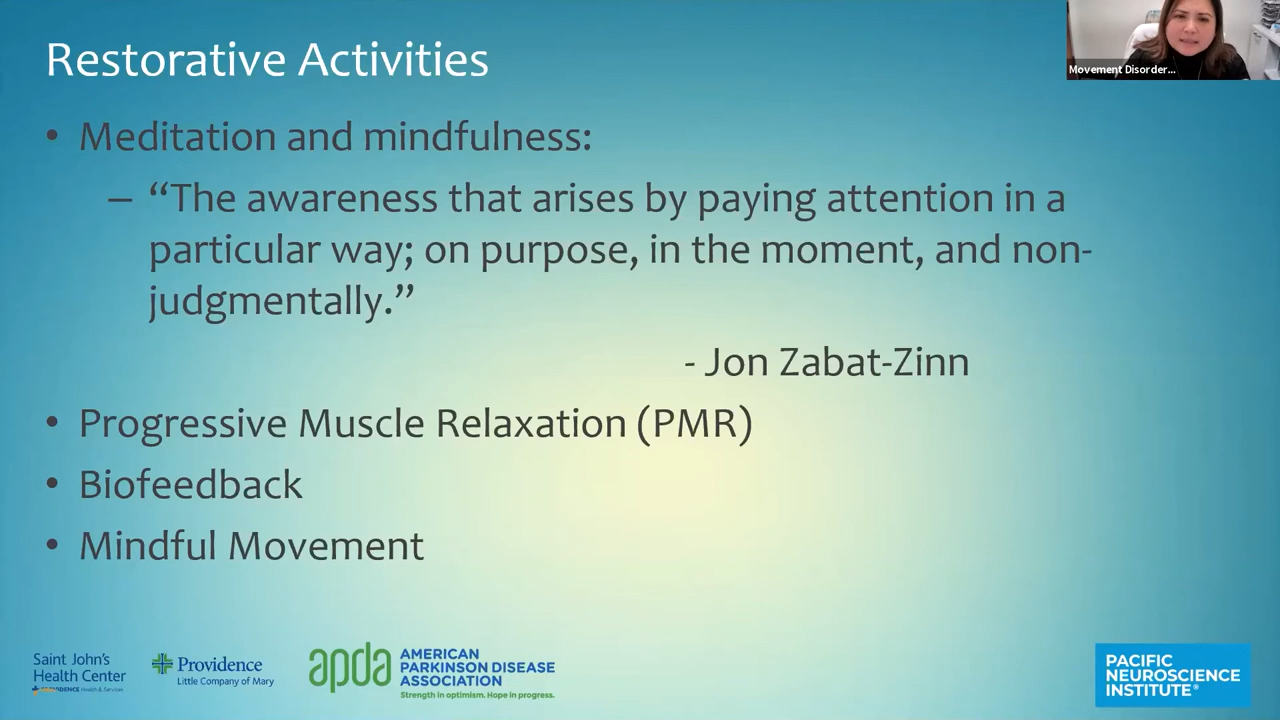 Restorative Activities
Movement Disorder...
• Meditation and mindfulness:
– “The awareness that arises by paying attention in a
particular way; on purpose, in the moment, and non-
judgmentally.”
- Jon Zabat-Zinn
• Progressive Muscle Relaxation (PMR)
• Biofeedback
• Mindful Movement
Saint John's
Health Center
PROVIDENCE Health & Services
Providence
Little Company of Mary
apda
AMERICAN
PARKINSON DISEASE
ASSOCIATION
Strength in optimism. Hope in progress.
PACIFIC
NEUROSCIENCE
INSTITUTE®